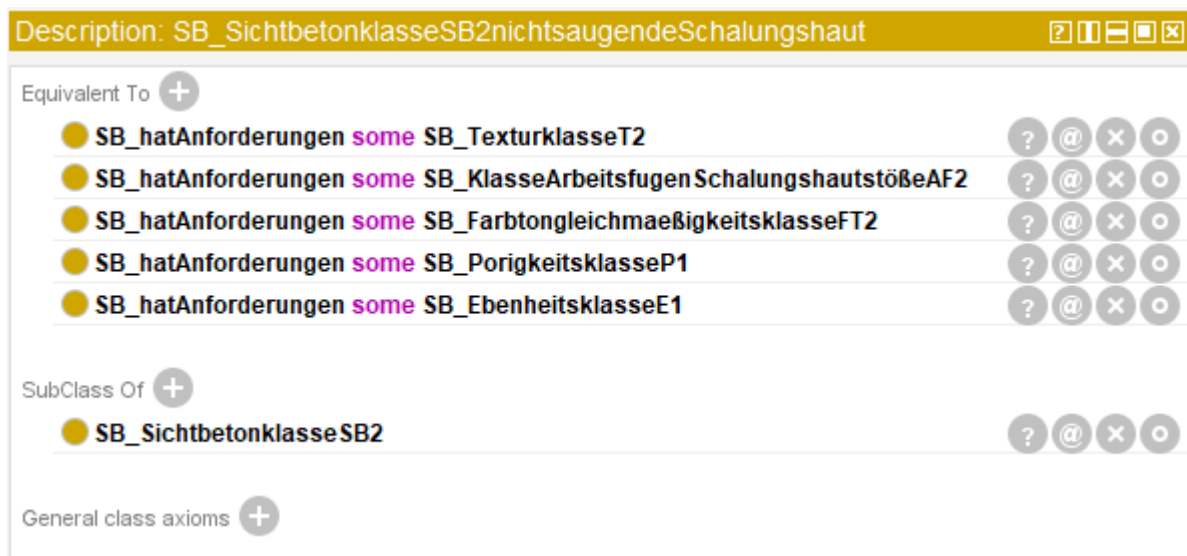 Description: SB_SichtbetonklasseSB2nichtsaugendeSchalungshaut
Equivalent To
SB_hatAnforderungen some SB_TexturklasseT2
SB_hatAnforderungen some SB_KlasseArbeitsfugenSchalungshautstößeAF2
SB_hatAnforderungen some SB_FarbtongleichmaeßigkeitsklasseFT2
SB_hatAnforderungen some SB_PorigkeitsklasseP1
SB_hatAnforderungen some SB_EbenheitsklasseE1
SubClass Of
SB_SichtbetonklasseSB2
General class axioms